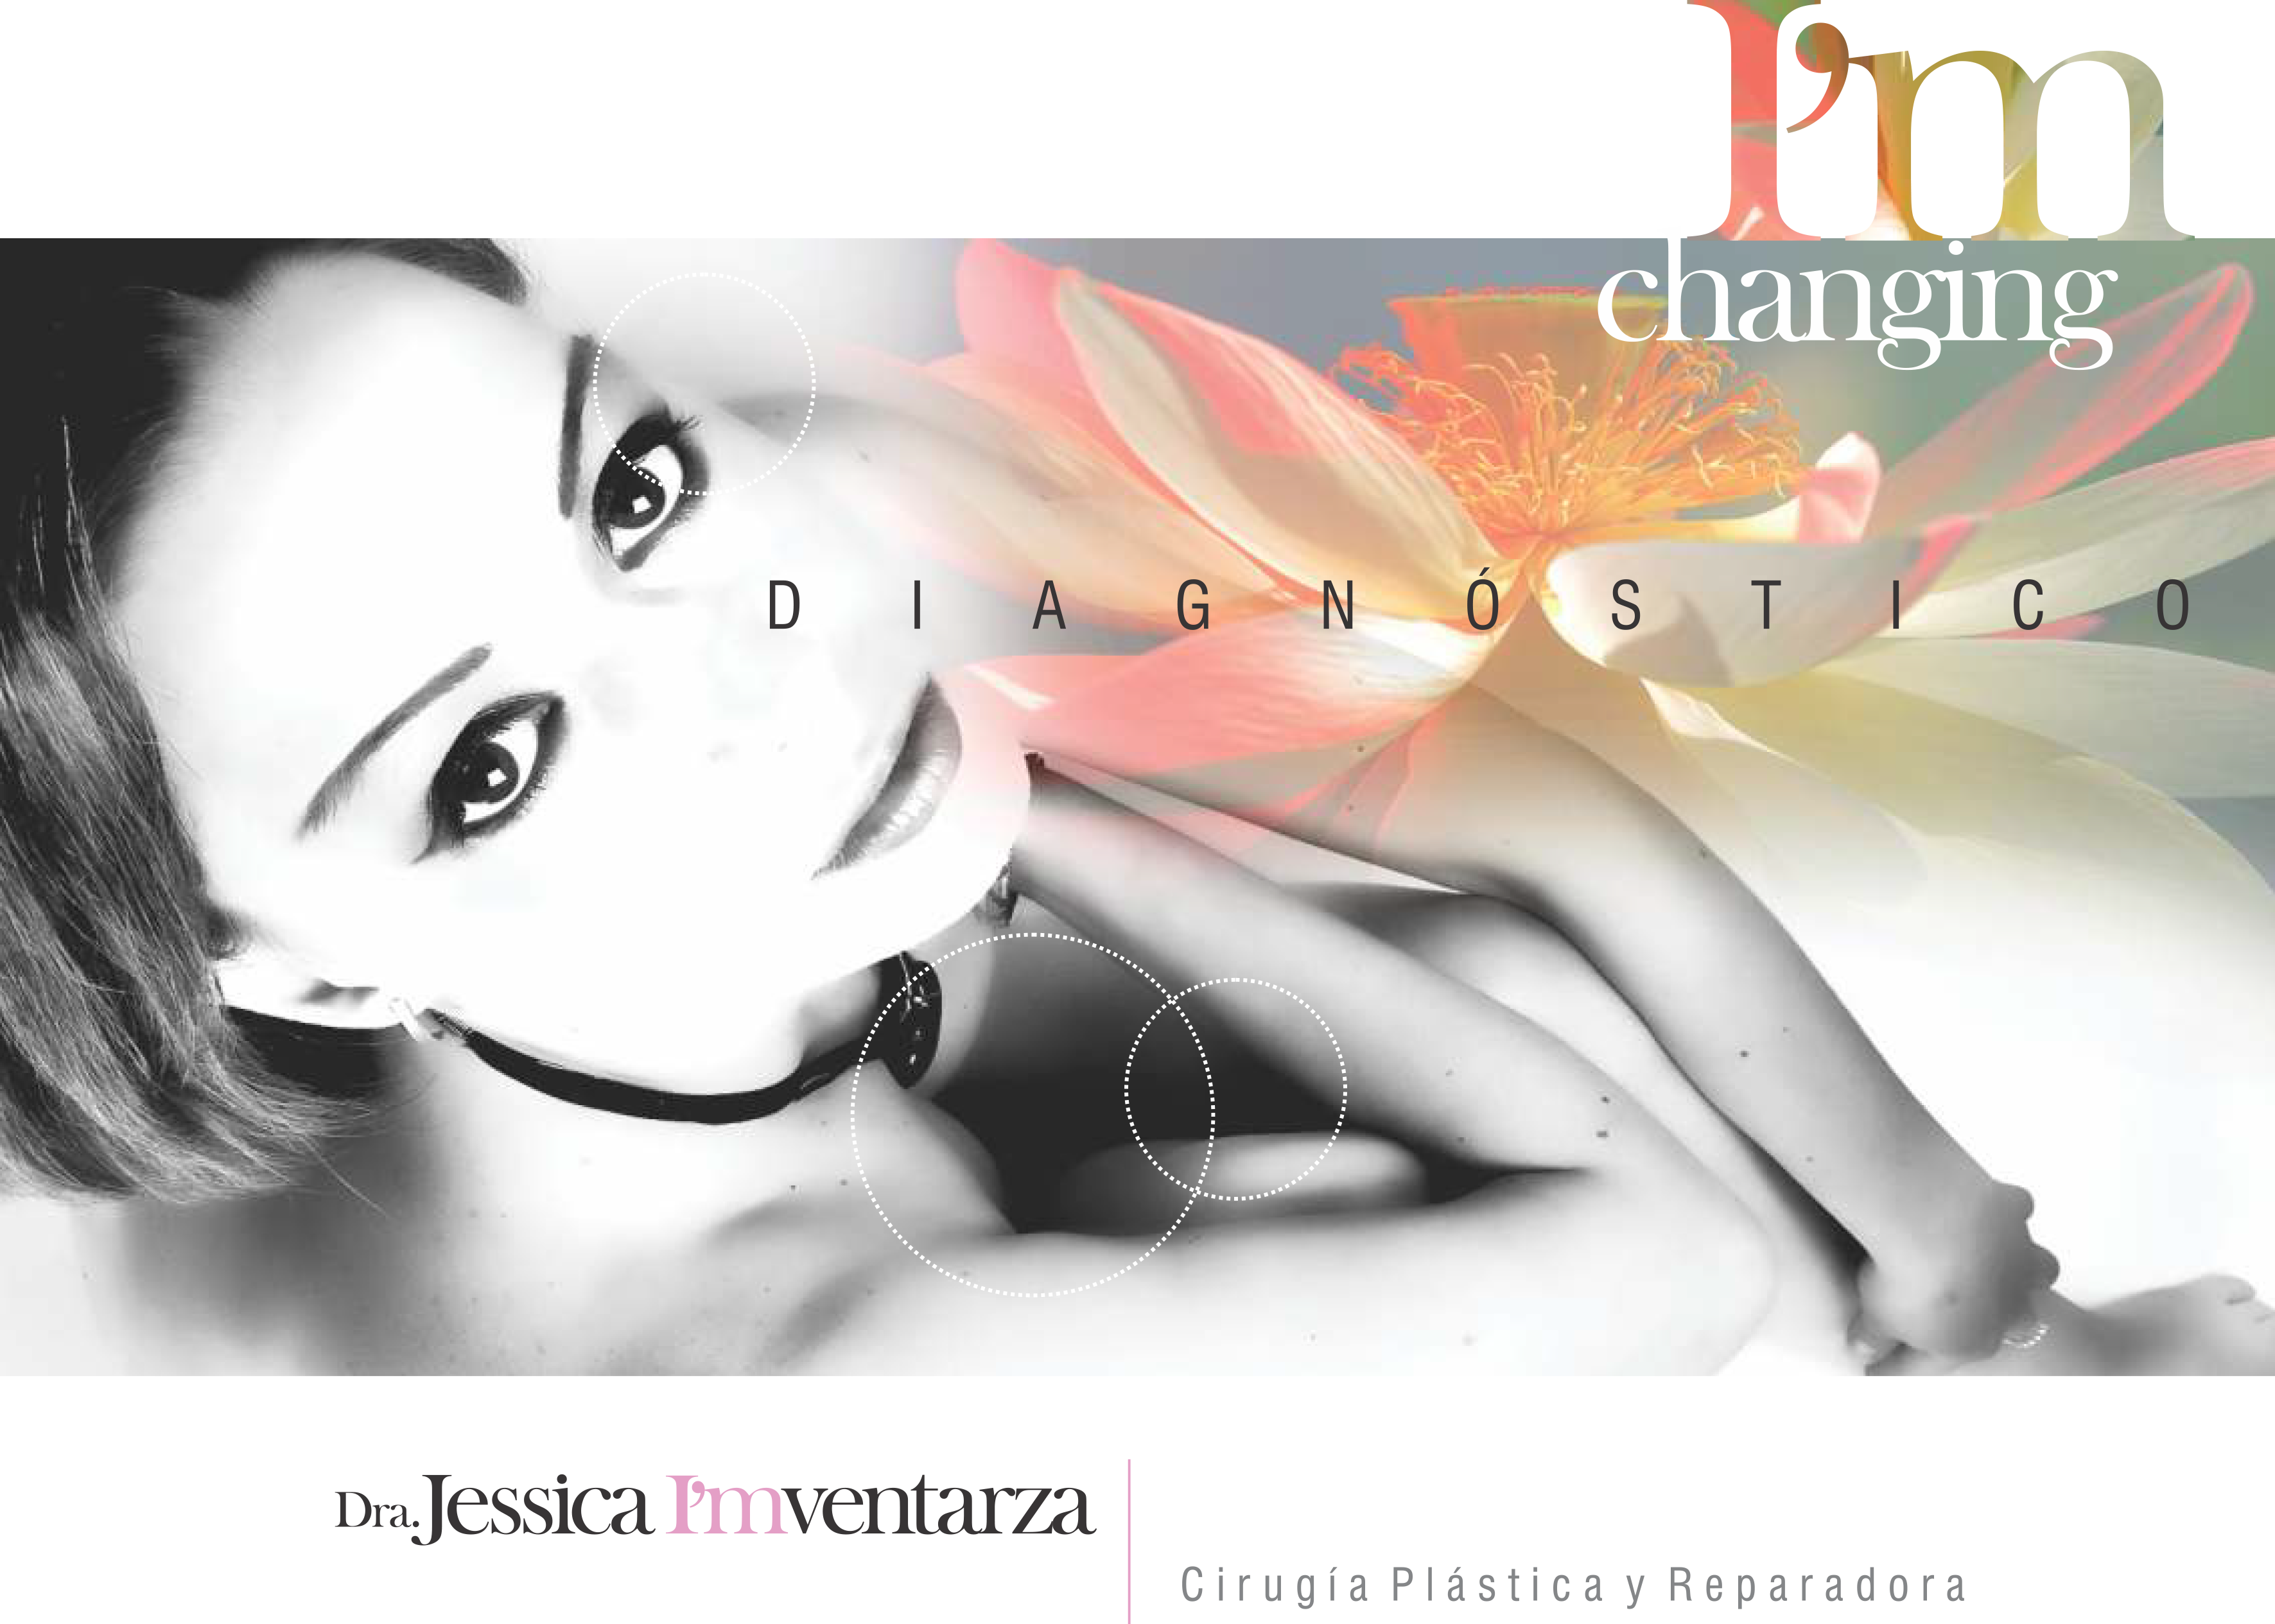 I'm
changing
DIAGNÓSTICO
Dra. Jessica I'mventarza
Cirugía Plástica y Reparadora